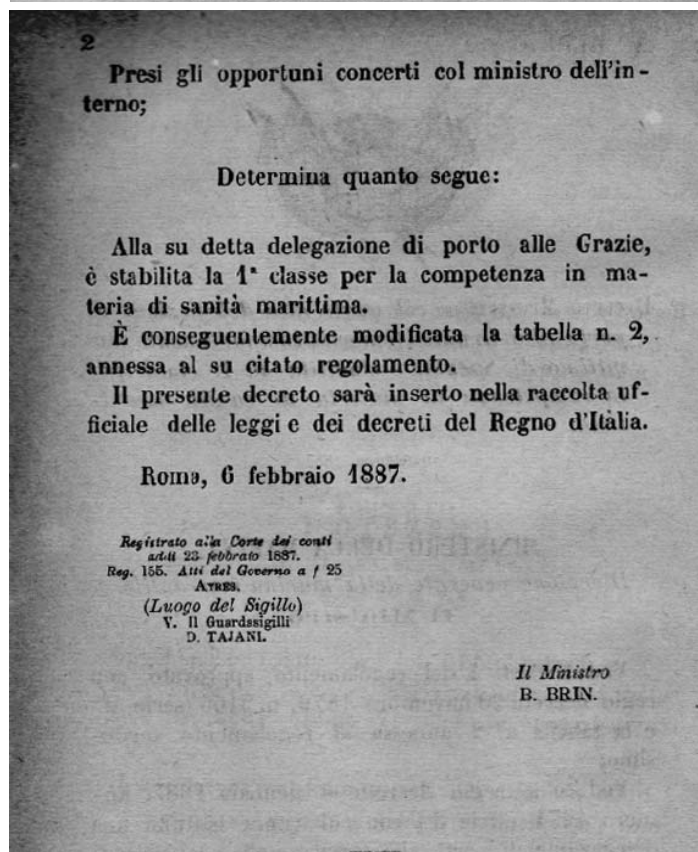 2
Presi gli opportuni concerti col ministro dell'in-
terno;
Determina quanto segue:
Alla su detta delegazione di porto alle Grazie,
è stabilita la 1ª classe per la competenza in ma-
teria di sanità marittima.
È conseguentemente modificata la tabella n. 2,
annessa al su citato regolamento.
Il presente decreto sarà inserto nella raccolta uf-
ficiale delle leggi e dei decreti del Regno d'Italia.
Roma, 6 febbraio 1887.
Registrato alla Corte dei conti
addì 23 febbraio 1887.
Reg. 155. Atti del Governo a f 25
AYRES.
(Luogo del Sigillo)
V. Il Guardasigilli
D. TAJANI.
Il Ministro
B. BRIN.